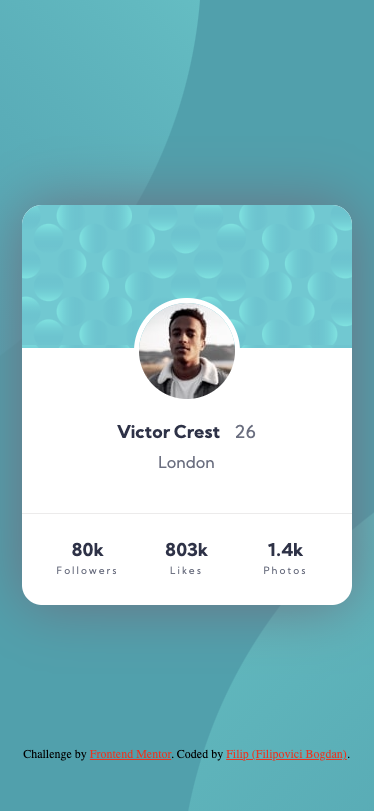 Victor Crest 26
London
80k 803k 1.4k
Followers Likes Photos
Challenge by Frontend Mentor. Coded by Filip (Filipovici Bogdan).